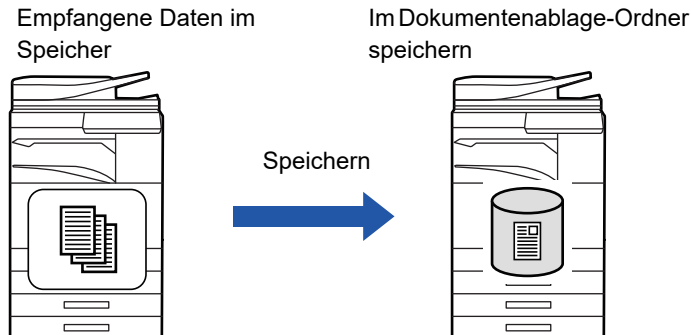 Empfangene Daten im
Speicher
Im Dokumentenablage-Ordner
speichern
Speichern